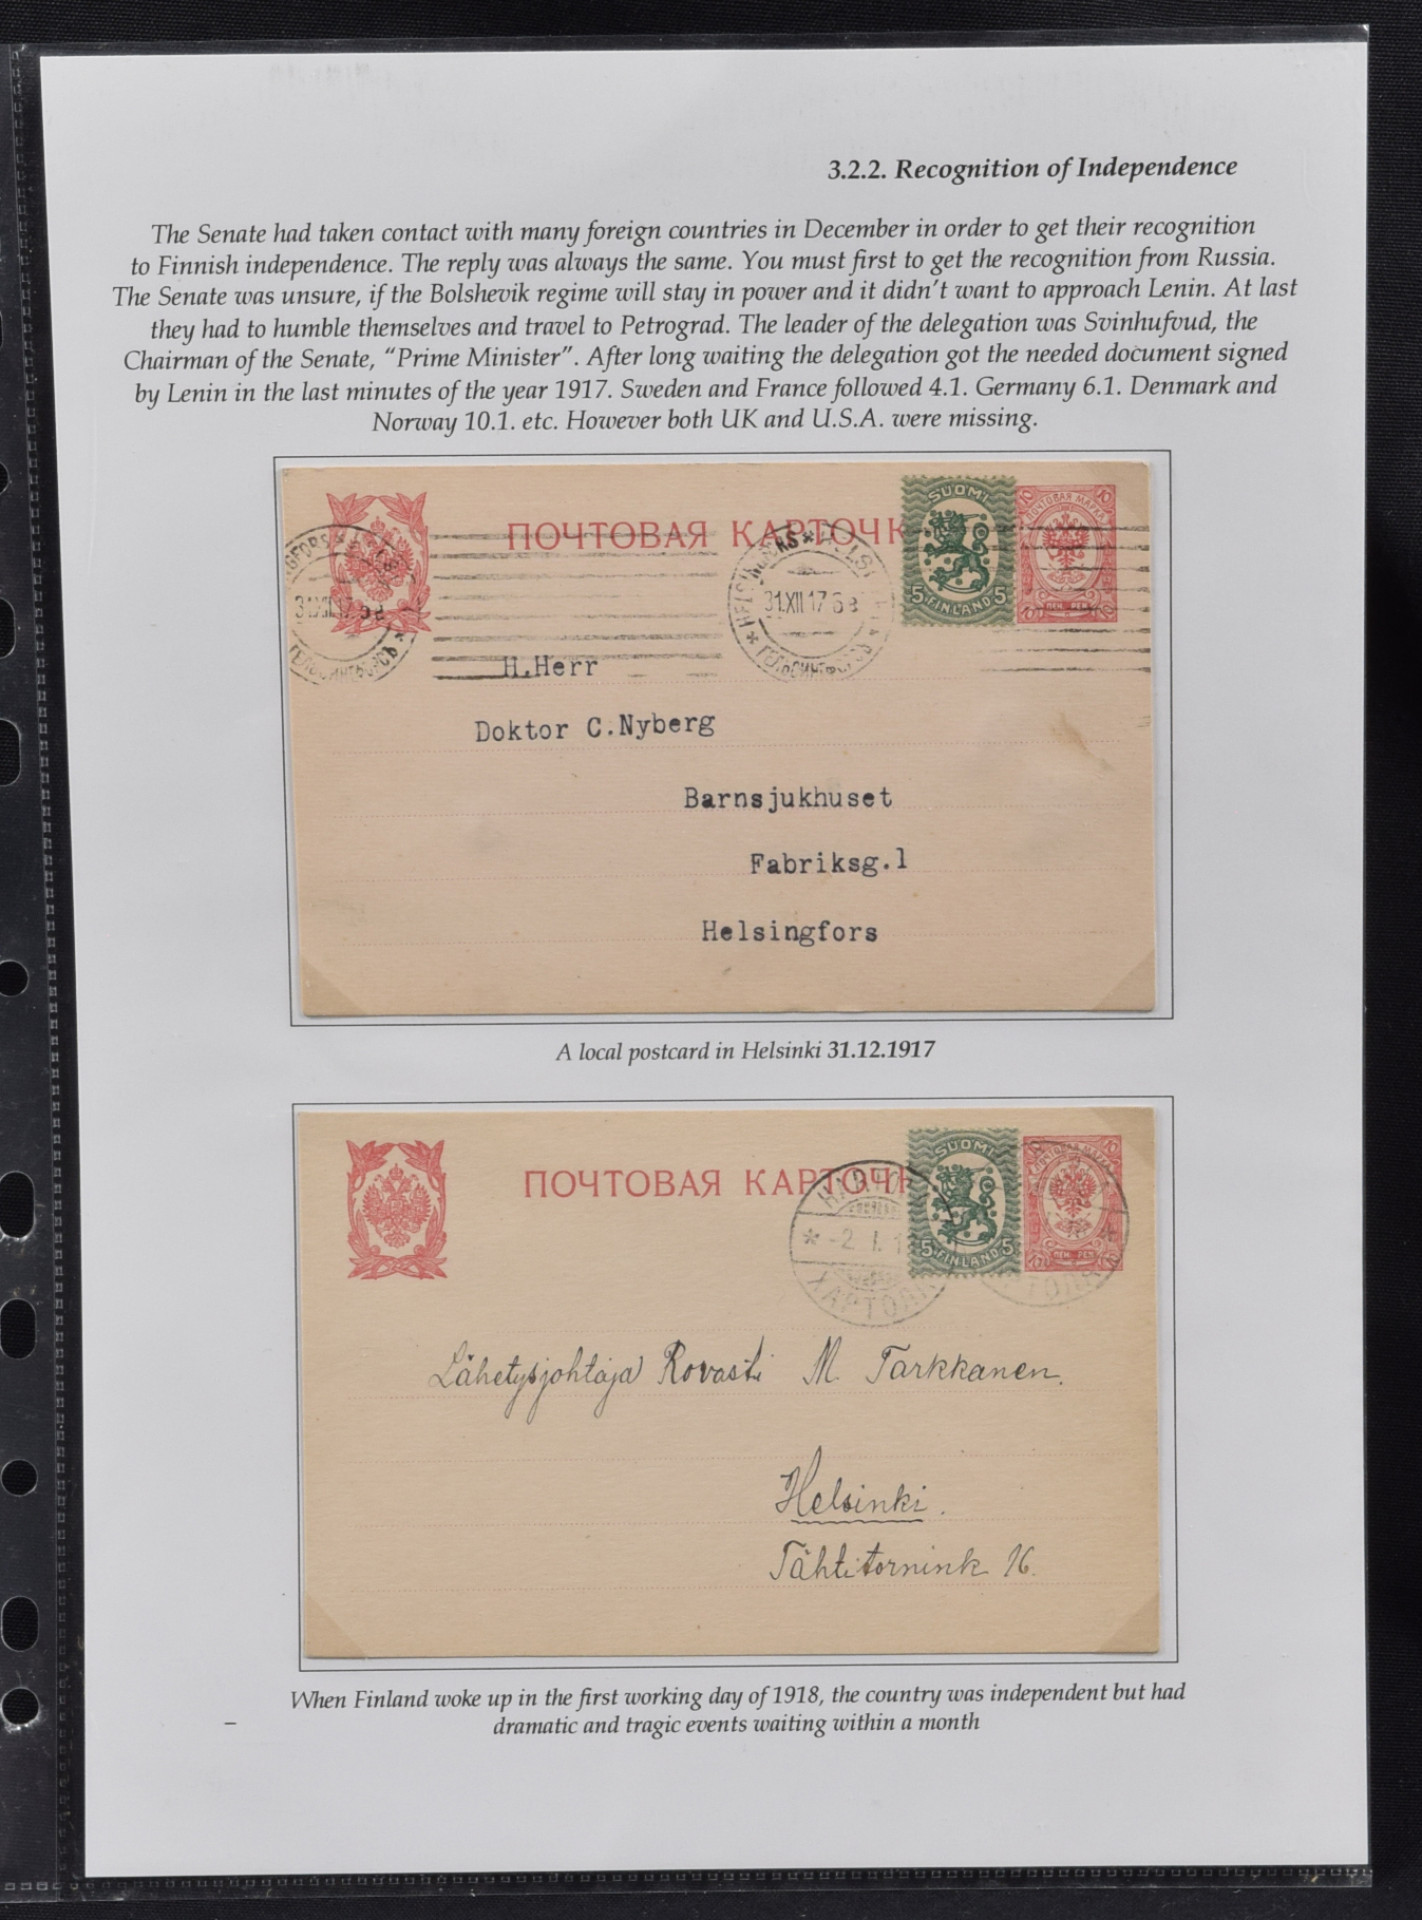 3.2.2. Recognition of Independence
The Senate had taken contact with many foreign countries in December in order to get their recognition
to Finnish independence. The reply was always the same. You must first to get the recognition from Russia.
The Senate was unsure, if the Bolshevik regime will stay in power and it didn't want to approach Lenin. At last
they had to humble themselves and travel to Petrograd. The leader of the delegation was Svinhufvud, the
Chairman of the Senate, "Prime Minister". After long waiting the delegation got the needed document signed
by Lenin in the last minutes of the year 1917. Sweden and France followed 4.1. Germany 6.1. Denmark and
Norway 10.1. etc. However both UK and U.S.A. were missing.
ПОЧТОВАЯ КАРТОЧК
SUOMI
5 FINLAND 5
10 ПОЧТОВАЯ МАРКА 10
31.XII.17
H.Herr
Doktor C.Nyberg
Barnsjukhuset
Fabriksg.1
Helsingfors
A local postcard in Helsinki 31.12.1917
ПОЧТОВАЯ КАРТОЧК
SUOMI
5 FINLAND 5
-2.I.1
Lähetysjohtaja Rovasti M. Tarkkanen.
Helsinki.
Tähtitornink 16.
When Finland woke up in the first working day of 1918, the country was independent but had
dramatic and tragic events waiting within a month